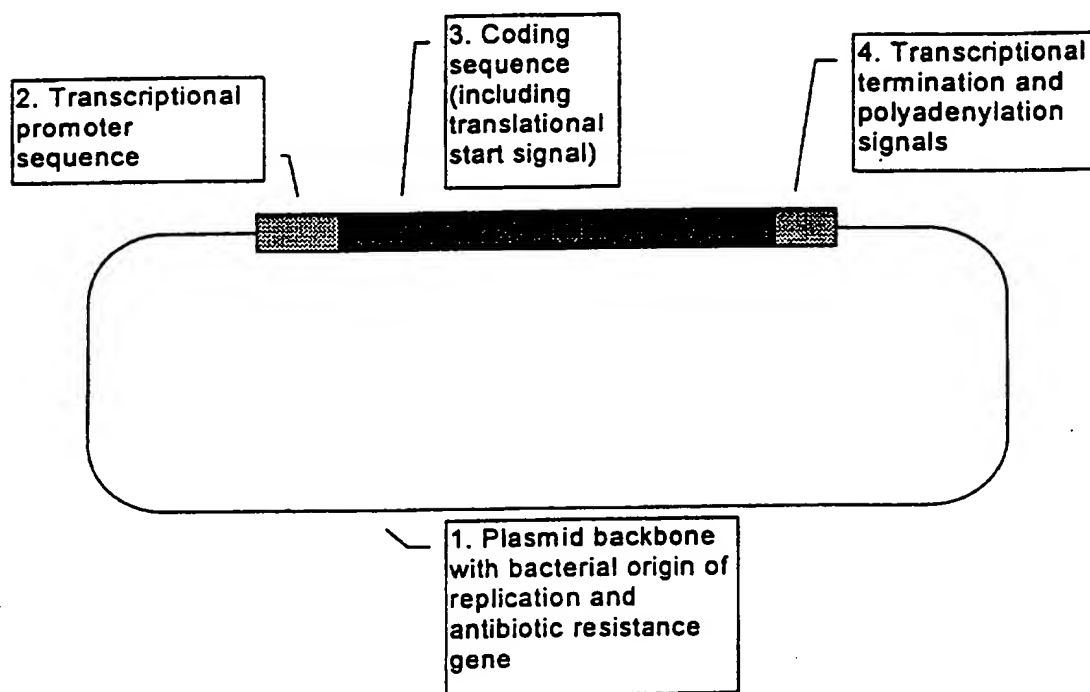 2. Transcriptional
promoter
sequence
3. Coding
sequence
(including
translational
start signal)
4. Transcriptional
termination and
polyadenylation
signals
1. Plasmid backbone
with bacterial origin of
replication and
antibiotic resistance
gene